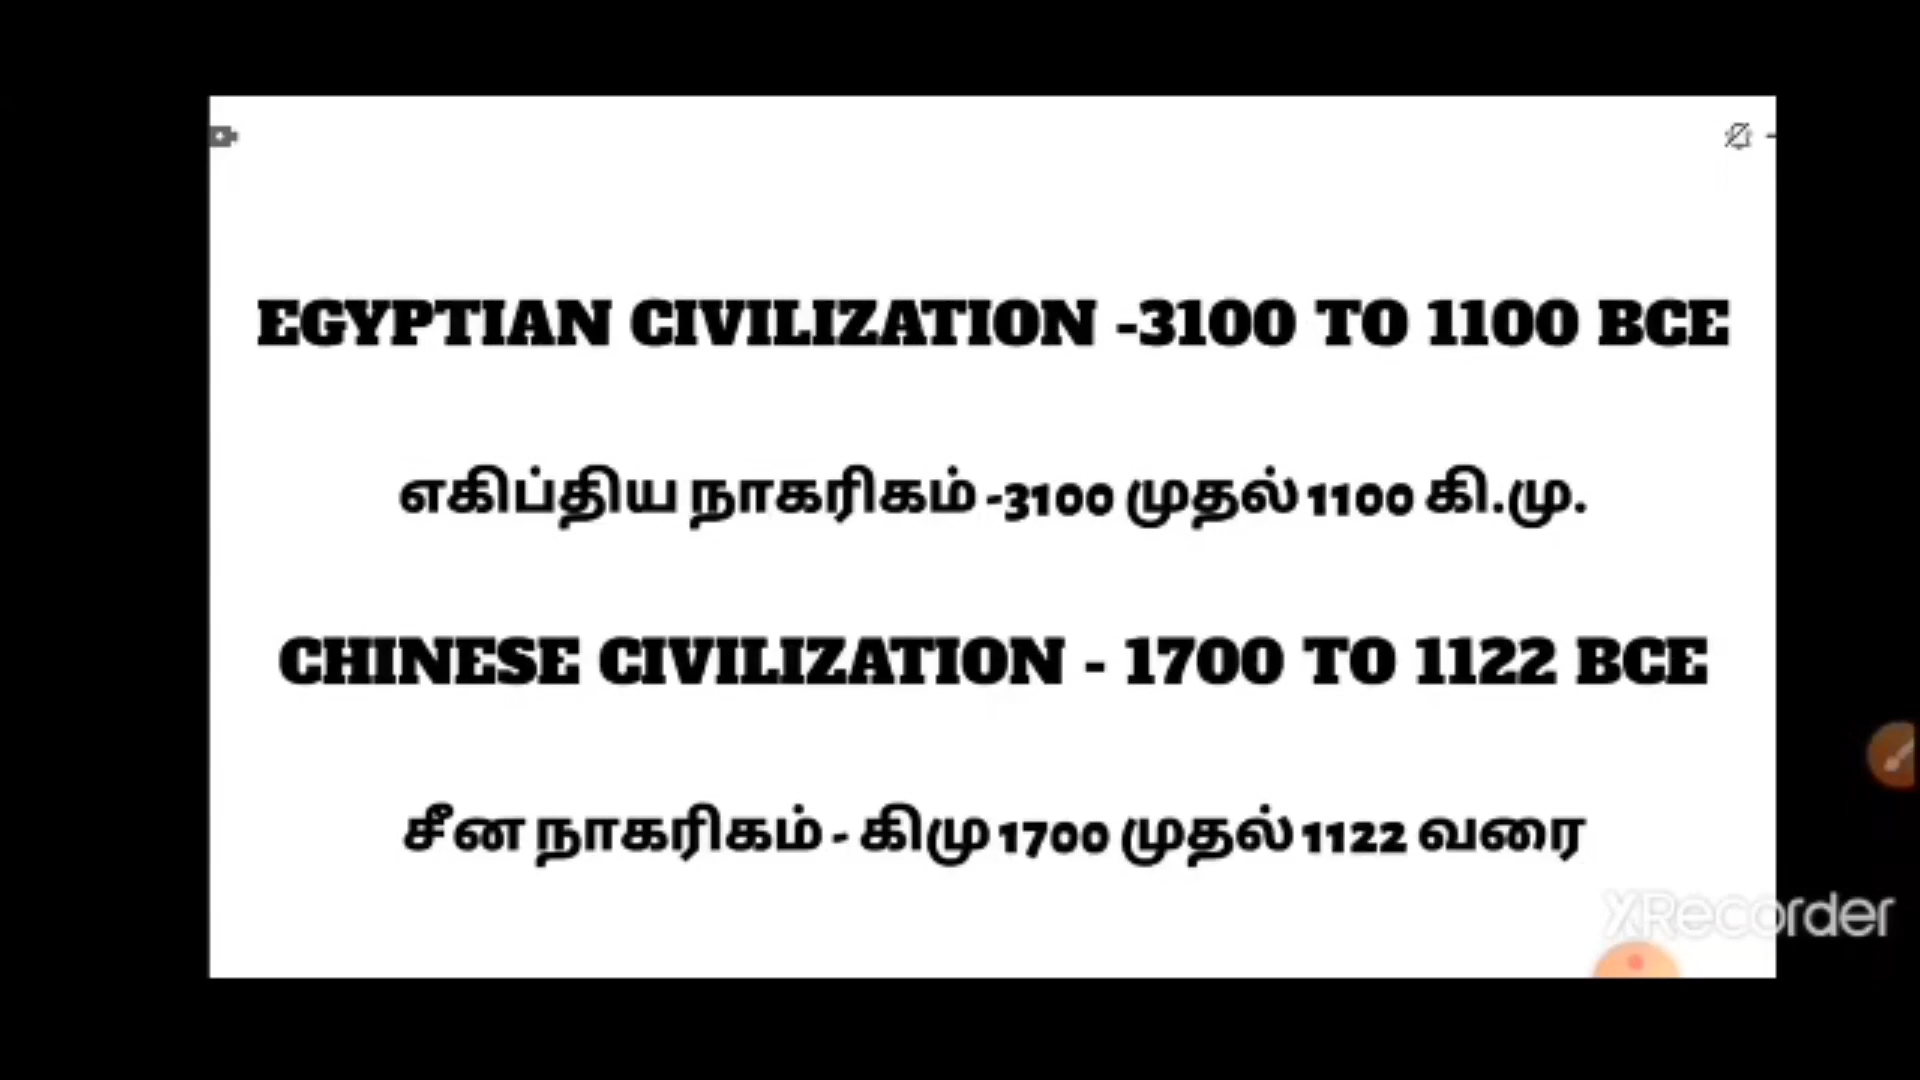 EGYPTIAN CIVILIZATION -3100 TO 1100 BCE
எகிப்திய நாகரிகம் -3100 முதல் 1100 கி.மு.
CHINESE CIVILIZATION - 1700 TO 1122 BCE
சீன நாகரிகம் - கிமு 1700 முதல் 1122 வரை
XRecorder